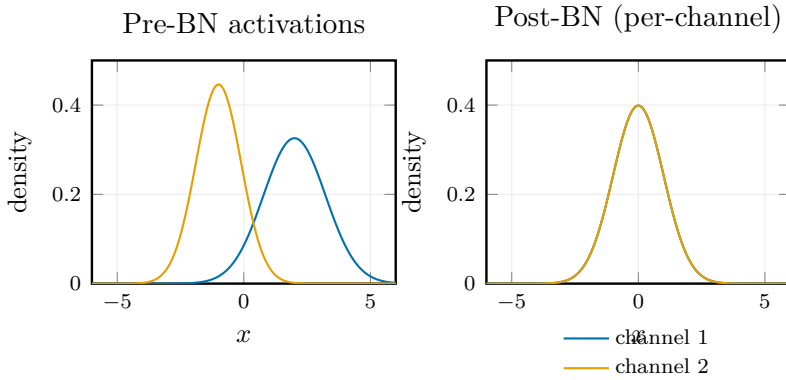 Pre-BN activations
density
0.4
0.2
0
−5
0
5
x
Post-BN (per-channel)
density
0.4
0.2
0
−5
0
5
x
channel 1
channel 2